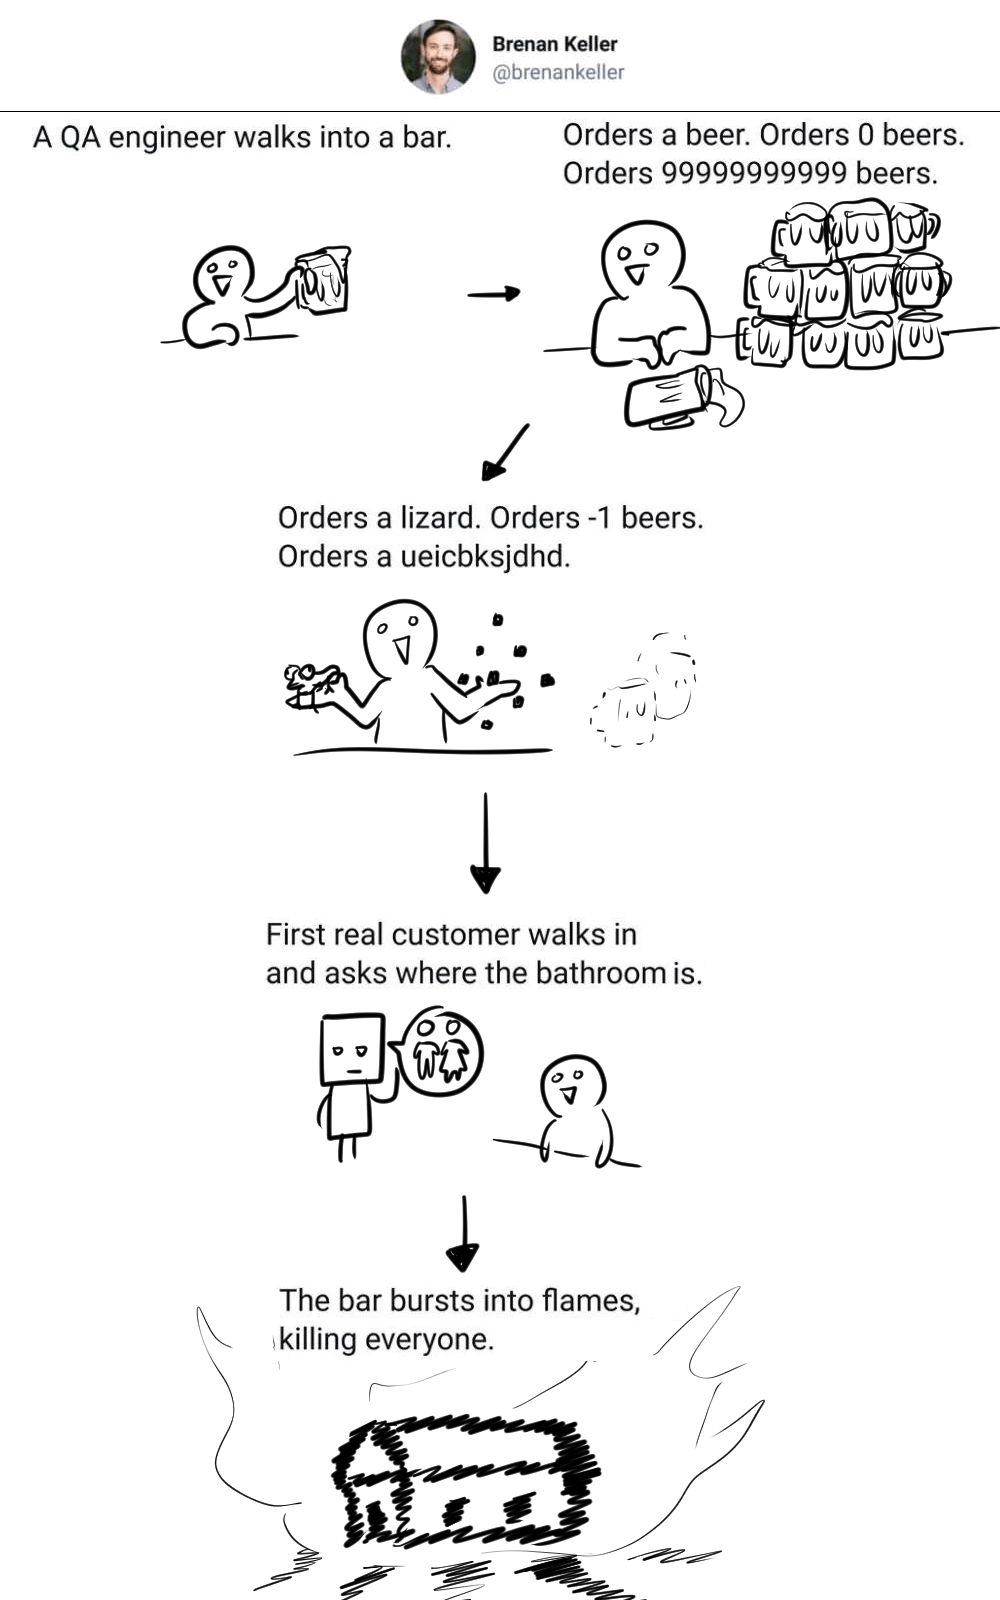 Brenan Keller
@brenankeller
A QA engineer walks into a bar.
Orders a beer. Orders 0 beers.
Orders 99999999999 beers.
Orders a lizard. Orders -1 beers.
Orders a ueicbksjdhd.
First real customer walks in
and asks where the bathroom is.
The bar bursts into flames,
killing everyone.